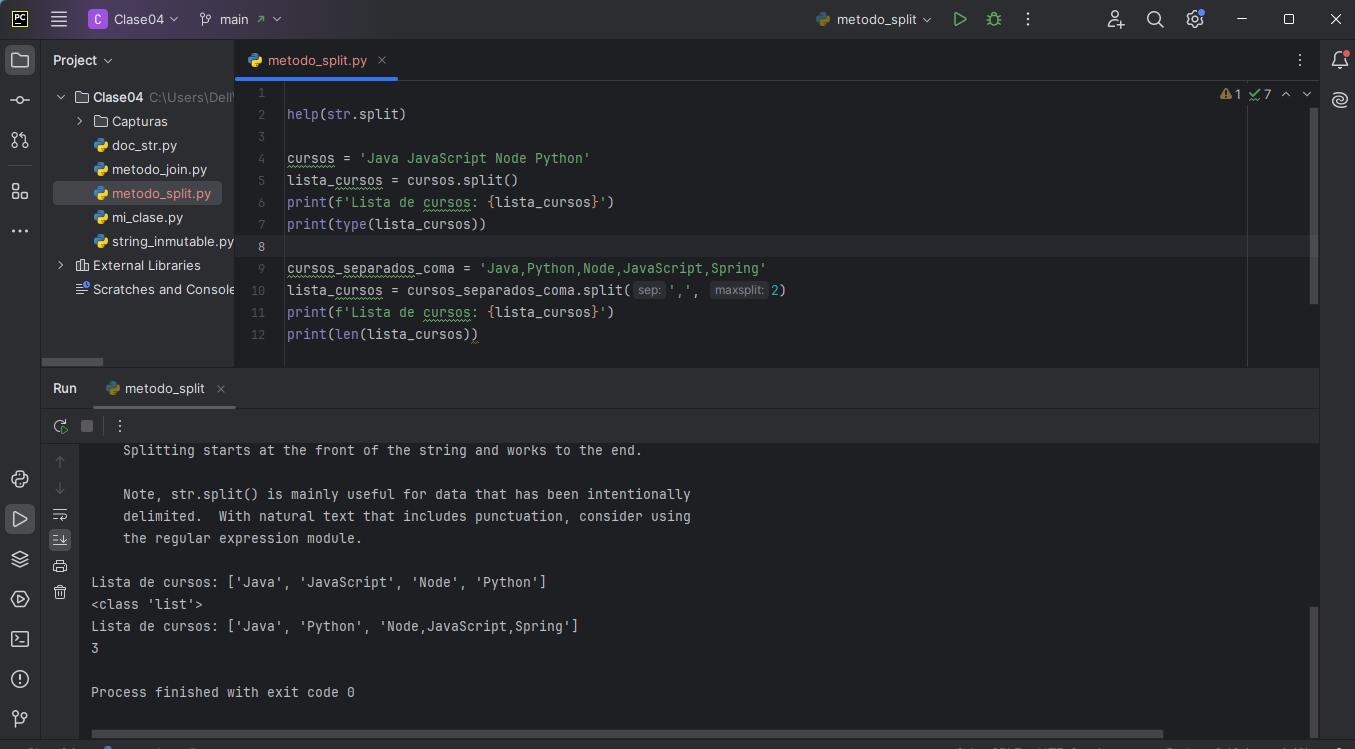 PC
C Clase04
main
metodo_split
Project
Clase04 C:\Users\Dell\
Capturas
doc_str.py
metodo_join.py
metodo_split.py
mi_clase.py
string_inmutable.py
External Libraries
Scratches and Console
metodo_split.py
1 7
1
2 help(str.split)
3
4 cursos = 'Java JavaScript Node Python'
5 lista_cursos = cursos.split()
6 print(f'Lista de cursos: {lista_cursos}')
7 print(type(lista_cursos))
8
9 cursos_separados_coma = 'Java,Python,Node,JavaScript,Spring'
10 lista_cursos = cursos_separados_coma.split( sep: ',', maxsplit: 2)
11 print(f'Lista de cursos: {lista_cursos}')
12 print(len(lista_cursos))
Run metodo_split
Splitting starts at the front of the string and works to the end.
Note, str.split() is mainly useful for data that has been intentionally
delimited.  With natural text that includes punctuation, consider using
the regular expression module.
Lista de cursos: ['Java', 'JavaScript', 'Node', 'Python']
<class 'list'>
Lista de cursos: ['Java', 'Python', 'Node,JavaScript,Spring']
3
Process finished with exit code 0